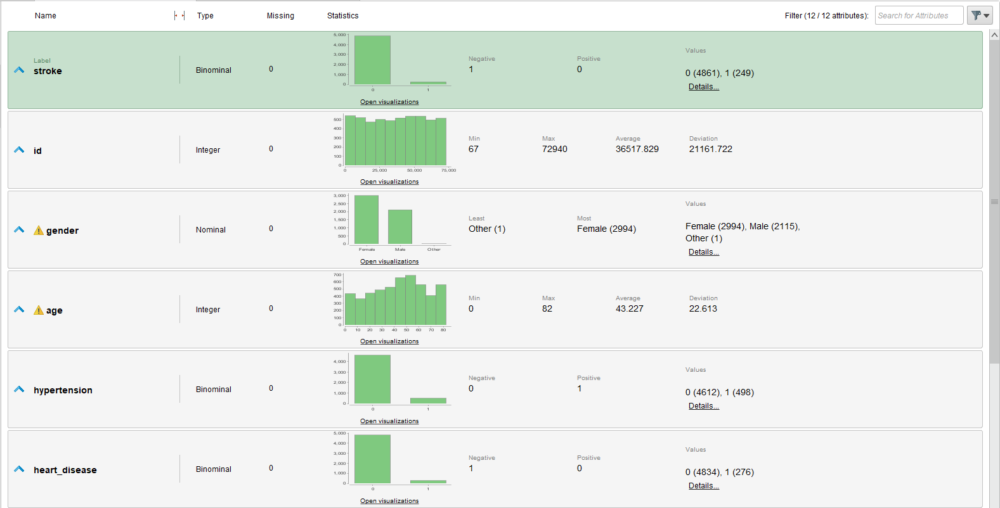 Name Type Missing Statistics Filter (12 / 12 attributes): Search for Attributes
Label
stroke
Binominal
0
5,000
4,000
3,000
2,000
1,000
0
0 1
Open visualizations
Negative
1
Positive
0
Values
0 (4861), 1 (249)
Details...
id
Integer
0
500
400
300
200
100
0
0 25,000 50,000 75,000
Open visualizations
Min
67
Max
72940
Average
36517.829
Deviation
21161.722
gender
Nominal
0
3,000
2,500
2,000
1,500
1,000
500
0
Female Male Other
Open visualizations
Least
Other (1)
Most
Female (2994)
Values
Female (2994), Male (2115),
Other (1)
Details...
age
Integer
0
700
600
500
400
300
200
100
0
0 10 20 30 40 50 60 70 80
Open visualizations
Min
0
Max
82
Average
43.227
Deviation
22.613
hypertension
Binominal
0
4,000
3,000
2,000
1,000
0
0 1
Open visualizations
Negative
0
Positive
1
Values
0 (4612), 1 (498)
Details...
heart_disease
Binominal
0
5,000
4,000
3,000
2,000
1,000
0
0 1
Open visualizations
Negative
1
Positive
0
Values
0 (4834), 1 (276)
Details...